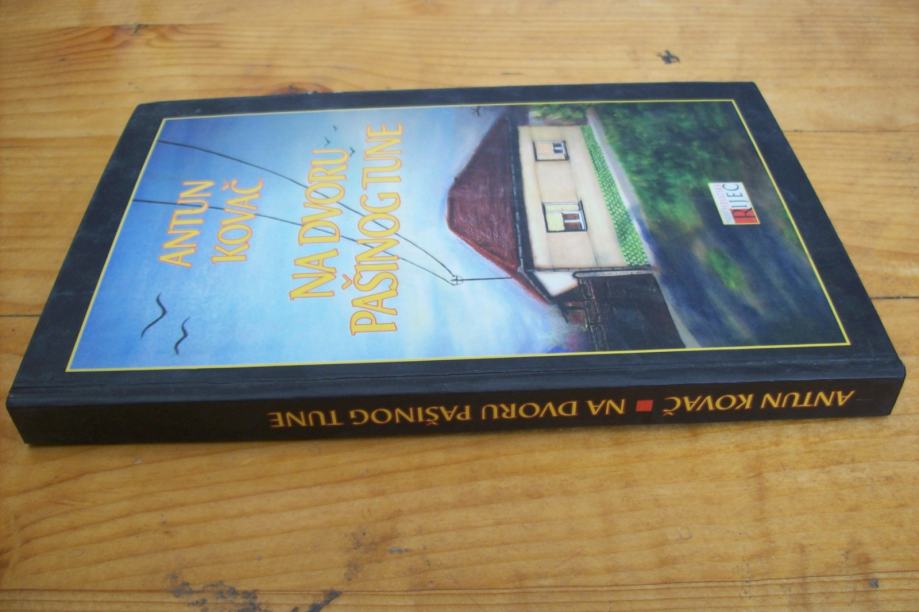 ANTUN
KOVAČ
NA DVORU
PAŠINOG TUNE
RIJEČ
ANTUN KOVAČ ■ NA DVORU PAŠINOG TUNE